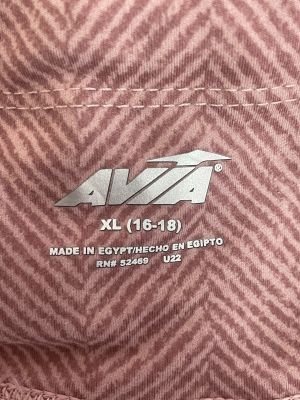 AVIA®
XL (16-18)
MADE IN EGYPT/HECHO EN EGIPTO
RN# 52469 U22